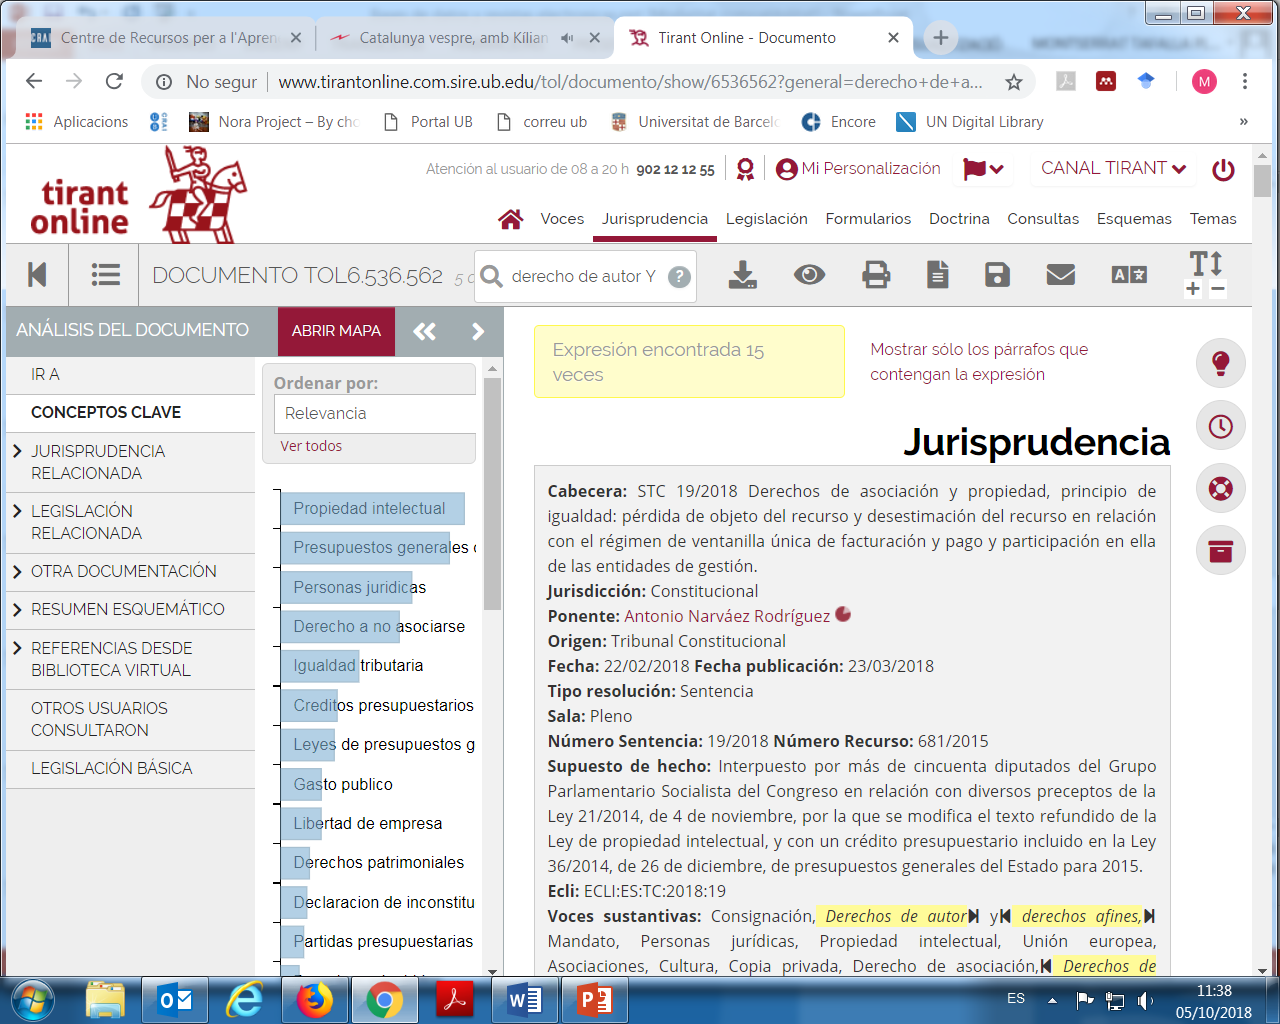 CRAI Centre de Recursos per a l'Apren
Catalunya vespre, amb Kílian
Tirant Online - Documento
No segur
www.tirantonline.com.sire.ub.edu/tol/documento/show/6536562?general=derecho+de+a...
M
Aplicacions
Nora Project – By cho
Portal UB
correu ub
Universitat de Barcelo
Encore
UN Digital Library
»
tirant
online
Atención al usuario de 08 a 20 h 902 12 12 55
Mi Personalización
CANAL TIRANT
Voces Jurisprudencia Legislación Formularios Doctrina Consultas Esquemas Temas
DOCUMENTO TOL6.536.562
derecho de autor Y
?
T
+ −
ANÁLISIS DEL DOCUMENTO
ABRIR MAPA
IR A
CONCEPTOS CLAVE
JURISPRUDENCIA
RELACIONADA
LEGISLACIÓN
RELACIONADA
OTRA DOCUMENTACIÓN
RESUMEN ESQUEMÁTICO
REFERENCIAS DESDE
BIBLIOTECA VIRTUAL
OTROS USUARIOS
CONSULTARON
LEGISLACIÓN BÁSICA
Ordenar por:
Relevancia
Ver todos
Propiedad intelectual
Presupuestos generales
Personas juridicas
Derecho a no asociarse
Igualdad tributaria
Creditos presupuestarios
Leyes de presupuestos g
Gasto publico
Libertad de empresa
Derechos patrimoniales
Declaracion de inconstitu
Partidas presupuestarias
Expresión encontrada 15
veces
Mostrar sólo los párrafos que
contengan la expresión
Jurisprudencia
Cabecera: STC 19/2018 Derechos de asociación y propiedad, principio de
igualdad: pérdida de objeto del recurso y desestimación del recurso en relación
con el régimen de ventanilla única de facturación y pago y participación en ella
de las entidades de gestión.
Jurisdicción: Constitucional
Ponente: Antonio Narváez Rodríguez
Origen: Tribunal Constitucional
Fecha: 22/02/2018 Fecha publicación: 23/03/2018
Tipo resolución: Sentencia
Sala: Pleno
Número Sentencia: 19/2018 Número Recurso: 681/2015
Supuesto de hecho: Interpuesto por más de cincuenta diputados del Grupo
Parlamentario Socialista del Congreso en relación con diversos preceptos de la
Ley 21/2014, de 4 de noviembre, por la que se modifica el texto refundido de la
Ley de propiedad intelectual, y con un crédito presupuestario incluido en la Ley
36/2014, de 26 de diciembre, de presupuestos generales del Estado para 2015.
Ecli: ECLI:ES:TC:2018:19
Voces sustantivas: Consignación, Derechos de autor y derechos afines,
Mandato, Personas jurídicas, Propiedad intelectual, Unión europea,
Asociaciones, Cultura, Copia privada, Derecho de asociación, Derechos de
ES
11:38
05/10/2018